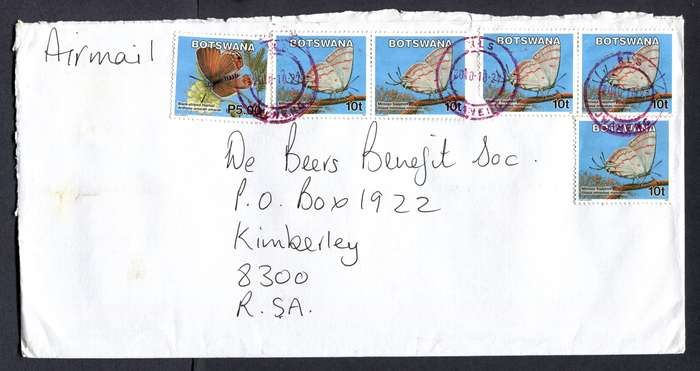 Airmail
BOTSWANA
P5.00
BOTSWANA
10t
BOTSWANA
10t
BOTSWANA
10t
BOTSWANA
10t
BOTSWANA
10t
De Beers Benefit Soc.
P.O. Box 1922
Kimberley
8300
R.S.A.